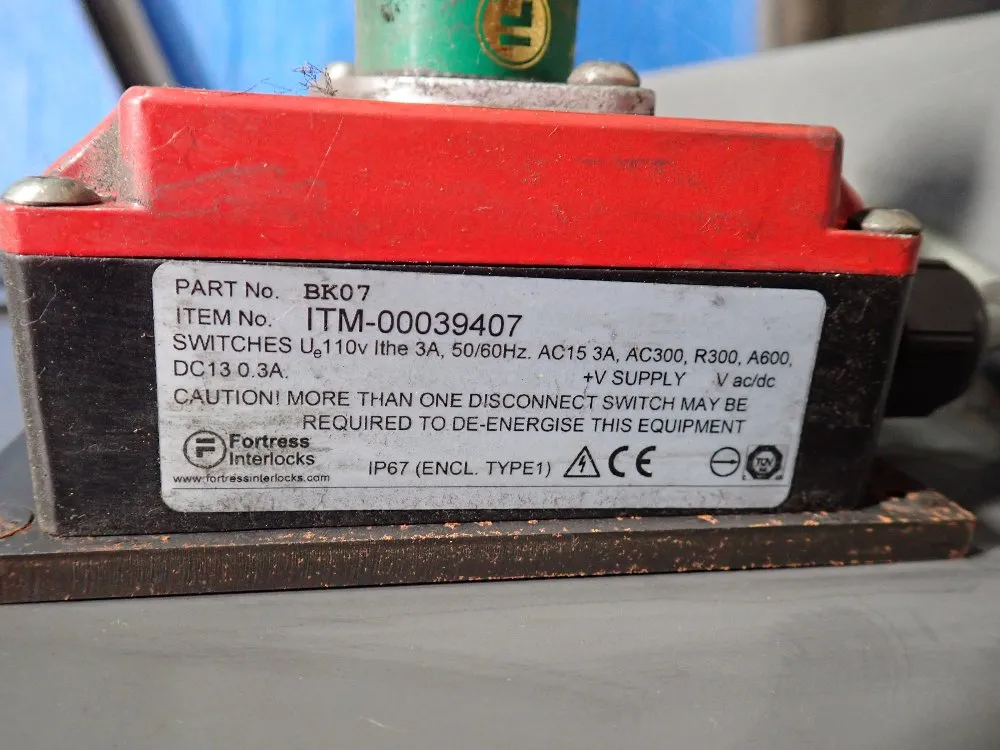 PART No. BK07
ITEM No. ITM-00039407
SWITCHES Ue110v Ithe 3A, 50/60Hz. AC15 3A, AC300, R300, A600,
DC13 0.3A. +V SUPPLY V ac/dc
CAUTION! MORE THAN ONE DISCONNECT SWITCH MAY BE
REQUIRED TO DE-ENERGISE THIS EQUIPMENT
Fortress
Interlocks
www.fortressinterlocks.com
IP67 (ENCL. TYPE1) CE
TÜV